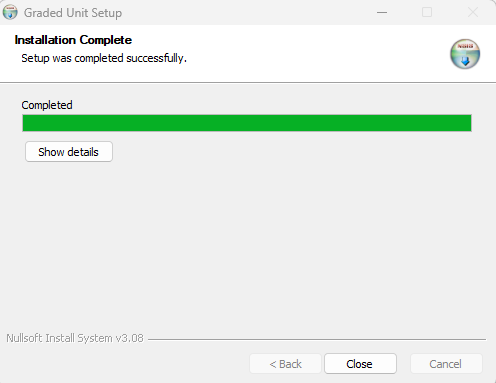 Graded Unit Setup
Installation Complete
Setup was completed successfully.
Completed
Show details
Nullsoft Install System v3.08
< Back
Close
Cancel